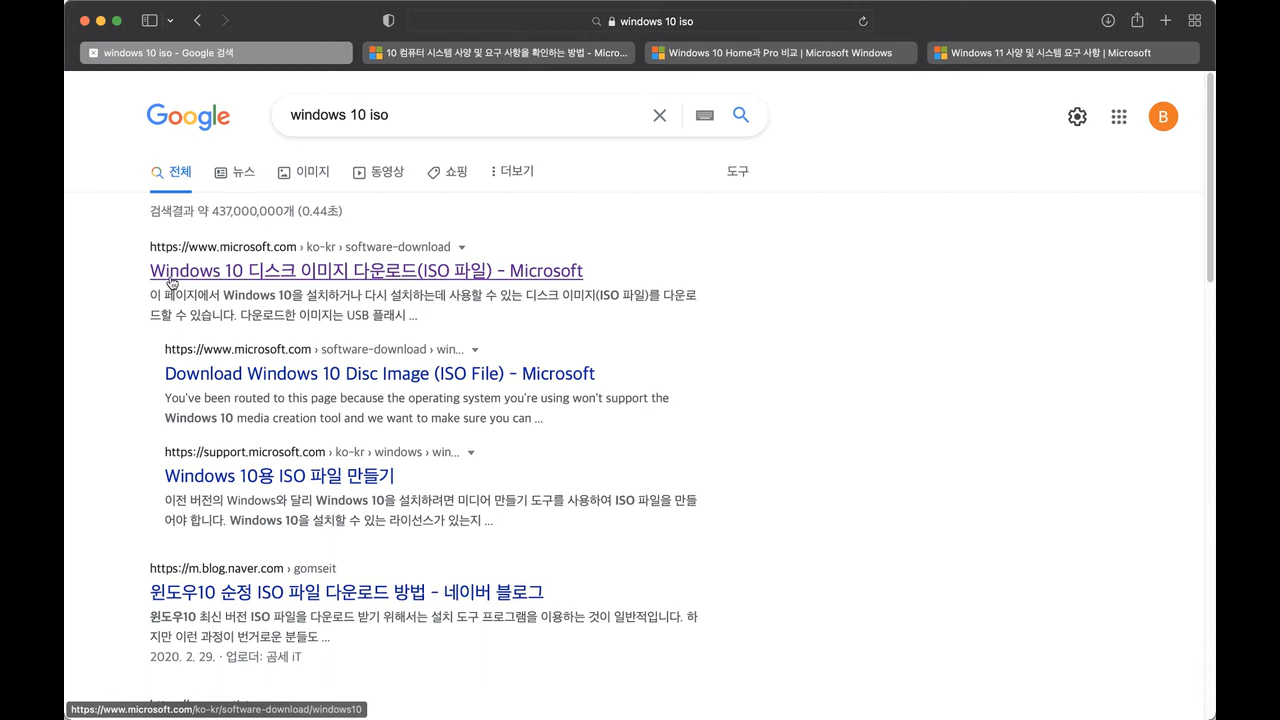 windows 10 iso
windows 10 iso - Google 검색
10 컴퓨터 시스템 사양 및 요구 사항을 확인하는 방법 - Micro...
Windows 10 Home과 Pro 비교 | Microsoft Windows
Windows 11 사양 및 시스템 요구 사항 | Microsoft
Google
windows 10 iso
B
전체
뉴스
이미지
동영상
쇼핑
더보기
도구
검색결과 약 437,000,000개 (0.44초)
https://www.microsoft.com › ko-kr › software-download
Windows 10 디스크 이미지 다운로드(ISO 파일) - Microsoft
이 페이지에서 Windows 10을 설치하거나 다시 설치하는데 사용할 수 있는 디스크 이미지(ISO 파일)를 다운로
드할 수 있습니다. 다운로드한 이미지는 USB 플래시 ...
https://www.microsoft.com › software-download › win...
Download Windows 10 Disc Image (ISO File) - Microsoft
You've been routed to this page because the operating system you're using won't support the
Windows 10 media creation tool and we want to make sure you can ...
https://support.microsoft.com › ko-kr › windows › win...
Windows 10용 ISO 파일 만들기
이전 버전의 Windows와 달리 Windows 10을 설치하려면 미디어 만들기 도구를 사용하여 ISO 파일을 만들
어야 합니다. Windows 10을 설치할 수 있는 라이선스가 있는지 ...
https://m.blog.naver.com › gomseit
윈도우10 순정 ISO 파일 다운로드 방법 - 네이버 블로그
윈도우10 최신 버전 ISO 파일을 다운로드 받기 위해서는 설치 도구 프로그램을 이용하는 것이 일반적입니다. 하
지만 이런 과정이 번거로운 분들도 ...
2020. 2. 29. · 업로더: 곰세 iT
https://www.microsoft.com/ko-kr/software-download/windows10